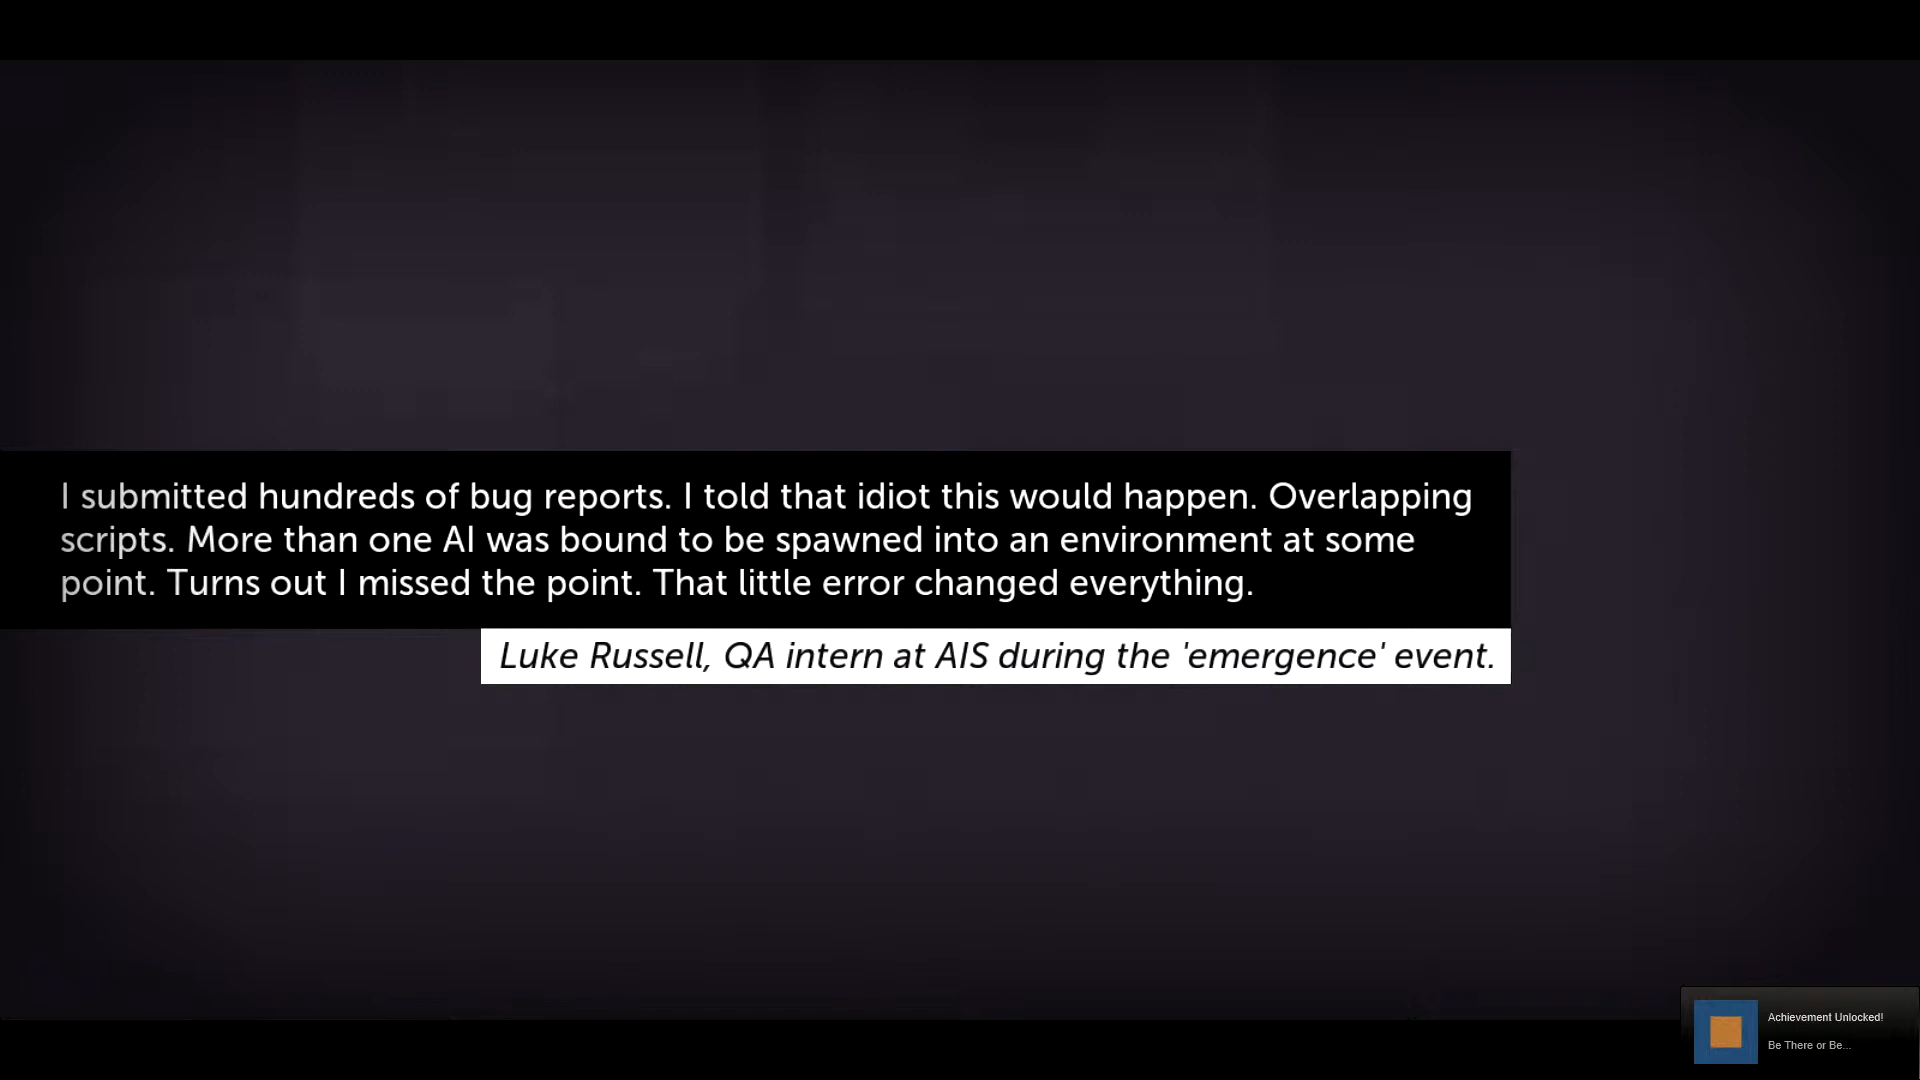 I submitted hundreds of bug reports. I told that idiot this would happen. Overlapping
scripts. More than one AI was bound to be spawned into an environment at some
point. Turns out I missed the point. That little error changed everything.
Luke Russell, QA intern at AIS during the 'emergence' event.
Achievement Unlocked!
Be There or Be...